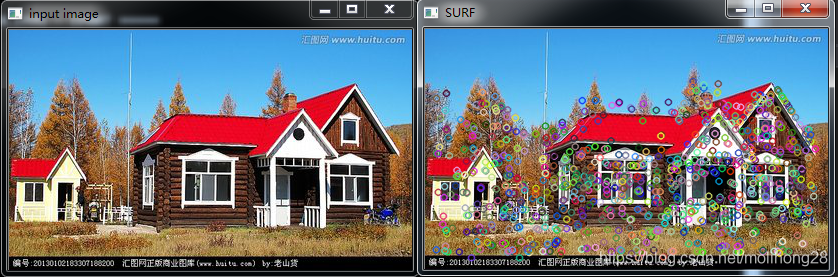 input image
汇图网 www.huitu.com
编号:20130102183307188200 汇图网正版商业图库(www.huitu.com) by:老山货
SURF
汇图网 www.huitu.com
编号:20130102183307188200 汇图网正版商业图库
https://blog.csdn.net/molihong28